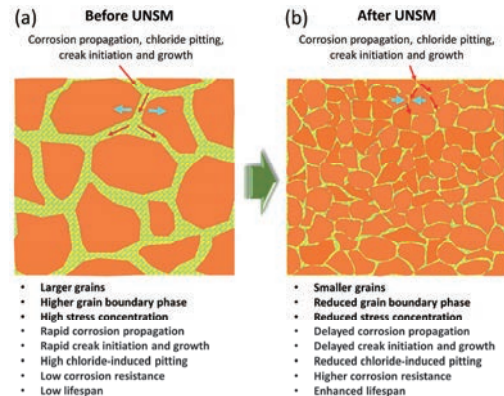 (a)
Before UNSM
Corrosion propagation, chloride pitting,
creak initiation and growth
• Larger grains
• Higher grain boundary phase
• High stress concentration
• Rapid corrosion propagation
• Rapid creak initiation and growth
• High chloride-induced pitting
• Low corrosion resistance
• Low lifespan
(b)
After UNSM
Corrosion propagation, chloride pitting,
creak initiation and growth
• Smaller grains
• Reduced grain boundary phase
• Reduced stress concentration
• Delayed corrosion propagation
• Delayed creak initiation and growth
• Reduced chloride-induced pitting
• Higher corrosion resistance
• Enhanced lifespan